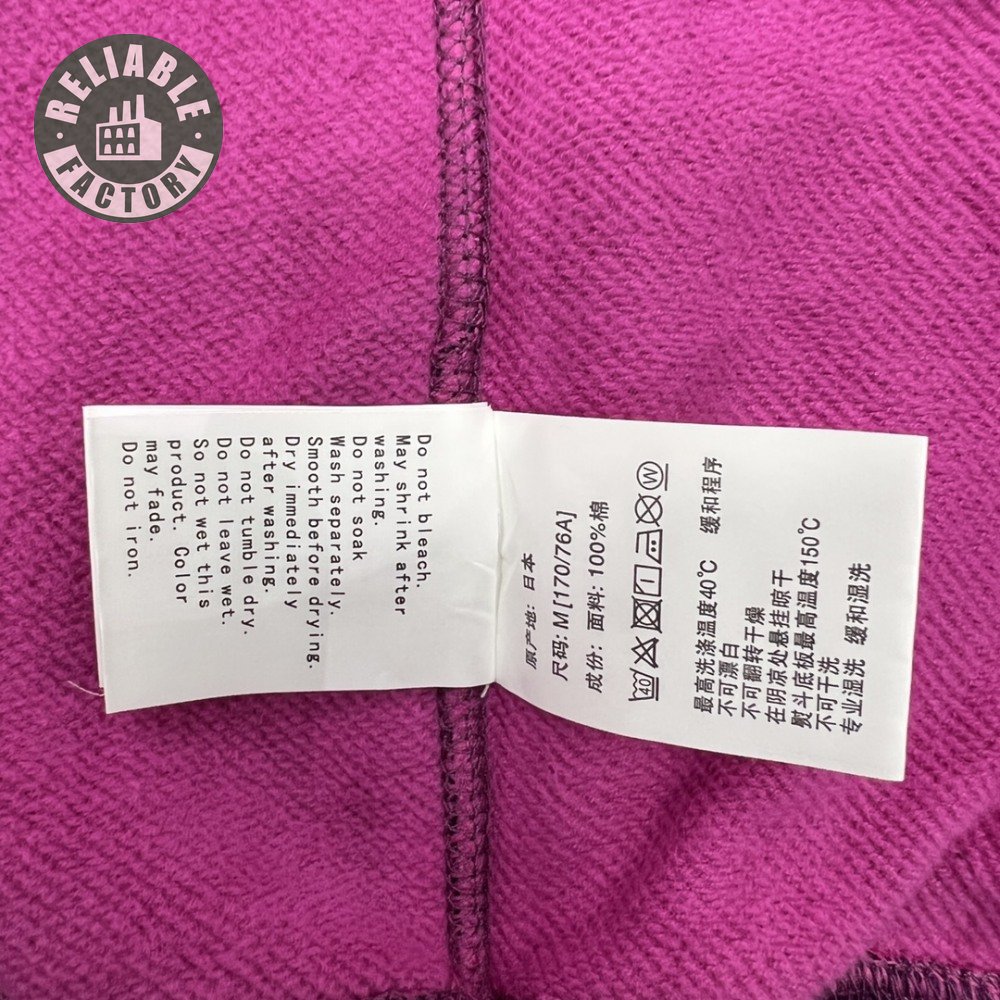 RELIABLE
FACTORY
Do not bleach.
May shrink after
washing.
Do not soak
Wash separately.
Smooth before drying.
Dry immediately
after washing.
Do not tumble dry.
Do not leave wet.
So not wet this
product. Color
may fade.
Do not iron.
原产地: 日本
尺码: M [170/76A]
成份: 面料: 100%棉
W
最高洗涤温度40℃ 缓和程序
不可漂白
不可翻转干燥
在阴凉处悬挂晾干
熨斗底板最高温度150℃
不可干洗
专业湿洗 缓和湿洗